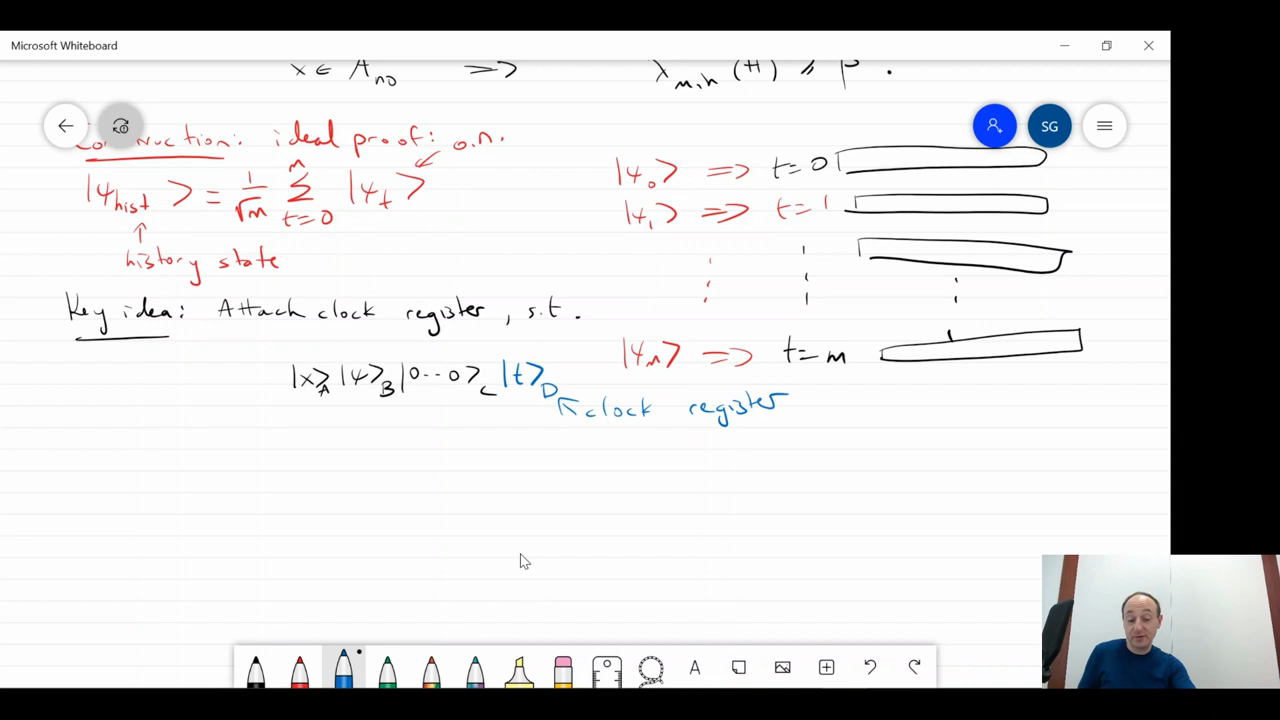 Microsoft Whiteboard
x ∈ A_no => λ_min (H) ≥ β .
Construction: ideal proof: o.n.
|ψ_hist> = 1/√m Σ_{t=0}^{m} |ψ_t>
history state
|ψ_0> => t=0
|ψ_1> => t=1
|ψ_m> => t=m
Key idea: Attach clock register, s.t.
|x>_A |ψ>_B |0···0>_C |t>_D
clock register
SG
A